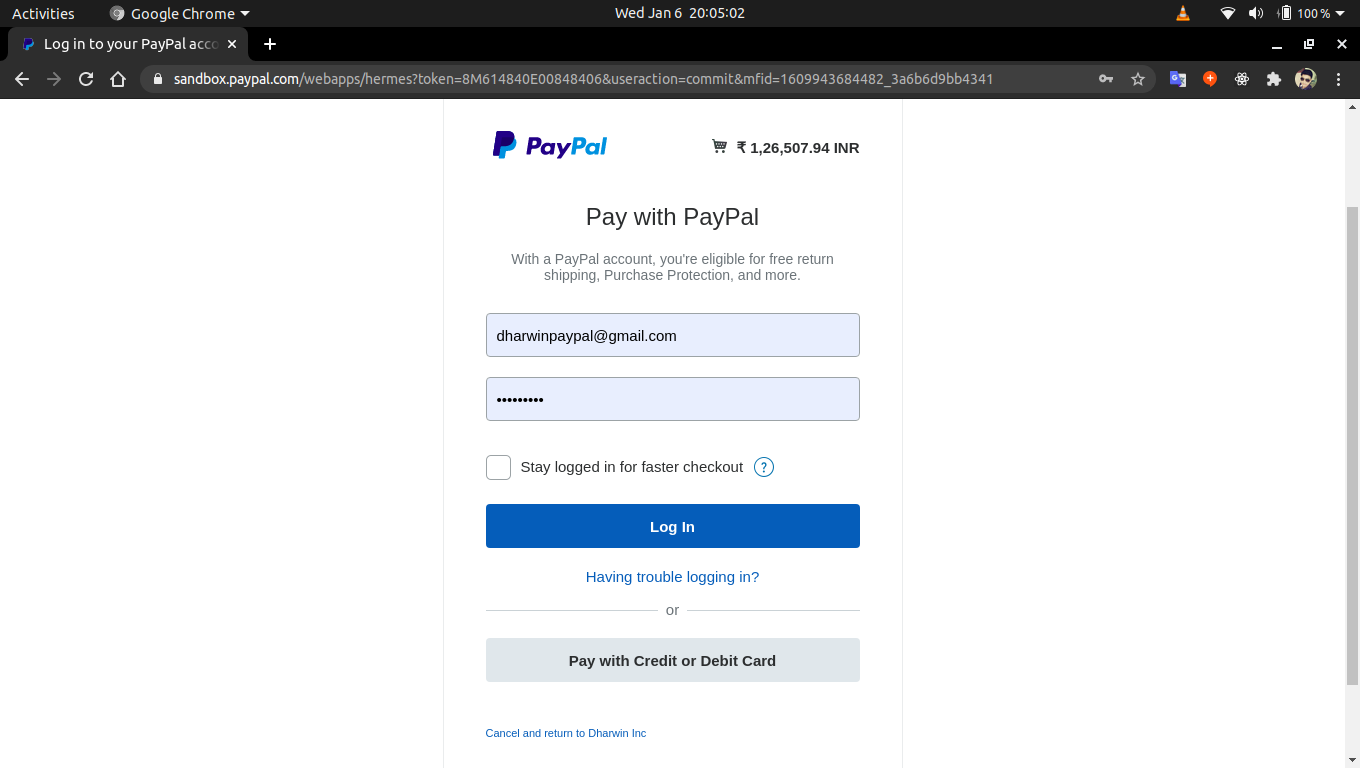 Activities Google Chrome Wed Jan 6 20:05:02 100 %
Log in to your PayPal acco
sandbox.paypal.com/webapps/hermes?token=8M614840E00848406&useraction=commit&mfid=1609943684482_3a6b6d9bb4341
PayPal ₹ 1,26,507.94 INR
Pay with PayPal
With a PayPal account, you're eligible for free return
shipping, Purchase Protection, and more.
dharwinpaypal@gmail.com
•••••••••
Stay logged in for faster checkout ?
Log In
Having trouble logging in?
or
Pay with Credit or Debit Card
Cancel and return to Dharwin Inc